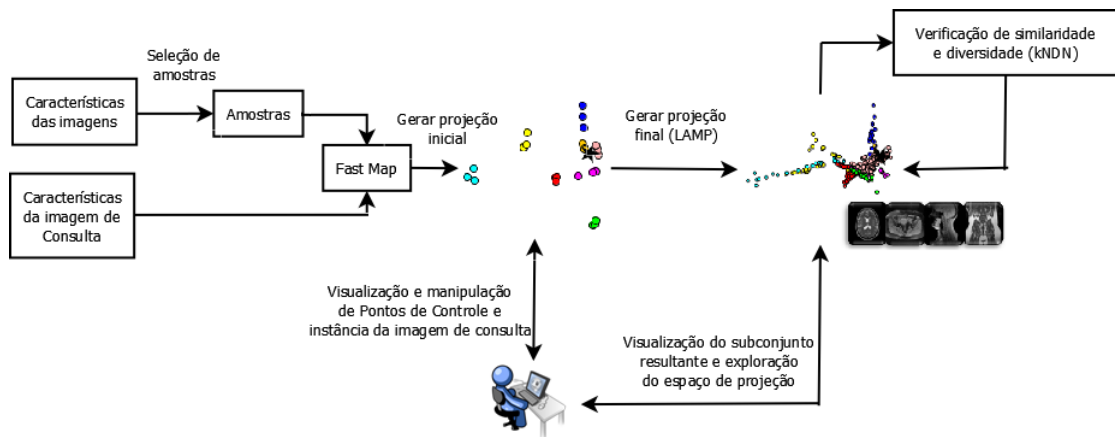 Verificação de similaridade
e diversidade (kNDN)
Seleção de
amostras
Características
das imagens
Amostras
Gerar projeção
inicial
Gerar projeção
final (LAMP)
Fast Map
Características
da imagem de
Consulta
Visualização e manipulação
de Pontos de Controle e
instância da imagem de consulta
Visualização do subconjunto
resultante e exploração
do espaço de projeção